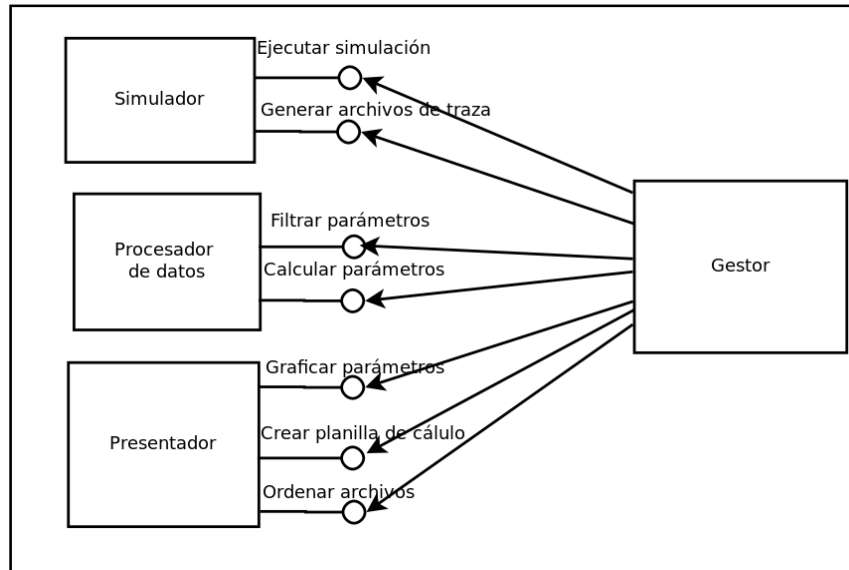 Ejecutar simulación
Simulador
Generar archivos de traza
Filtrar parámetros
Procesador
de datos
Calcular parámetros
Gestor
Graficar parámetros
Presentador
Crear planilla de cálulo
Ordenar archivos